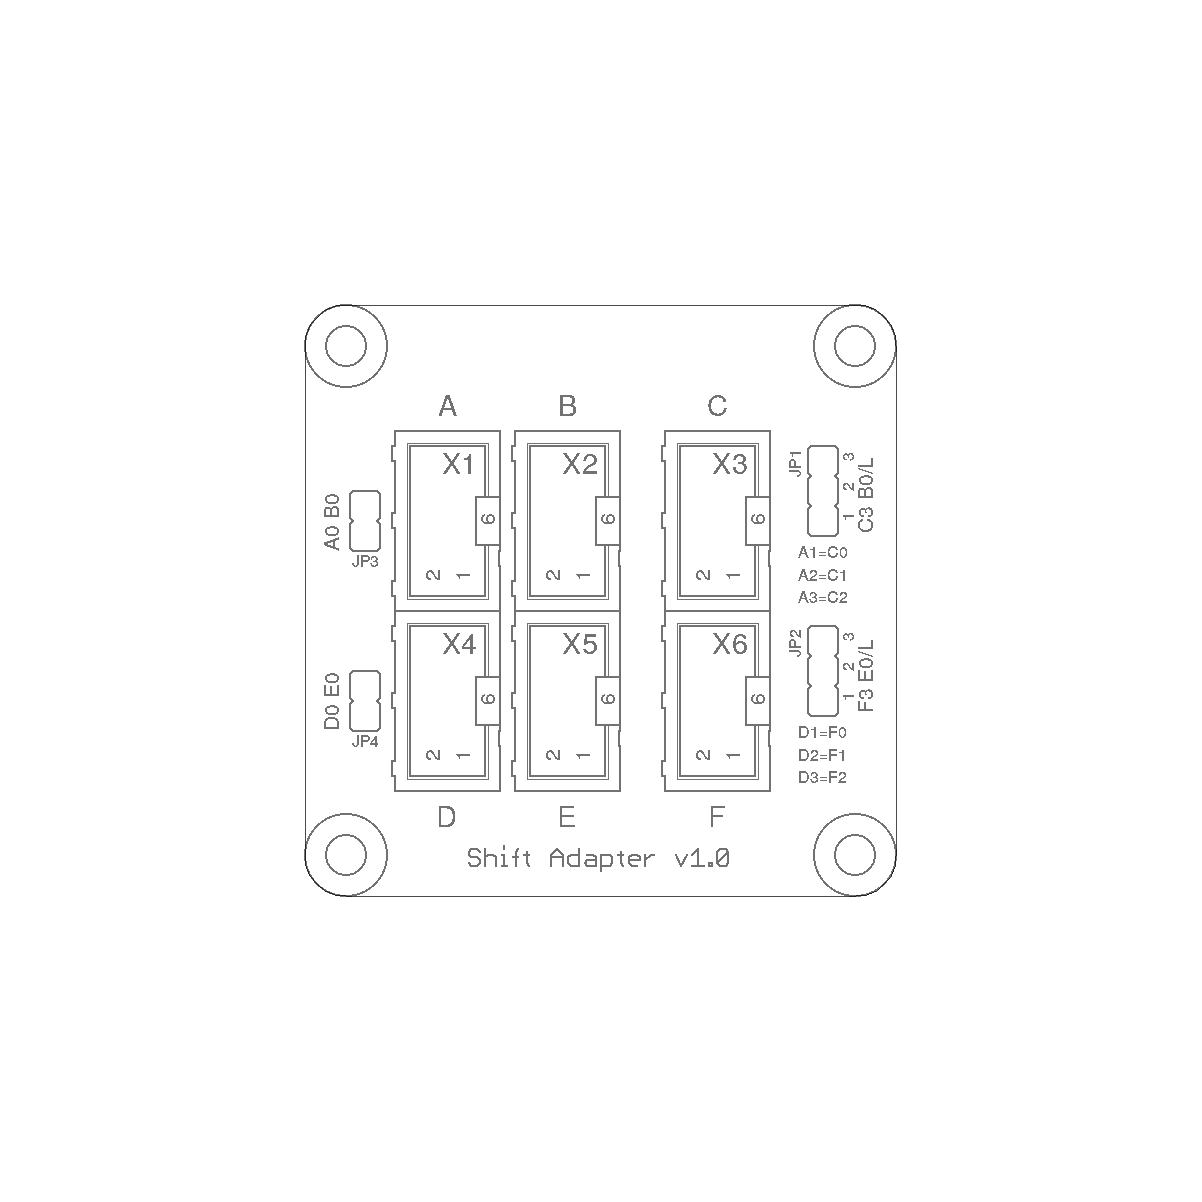 A B C
X1 X2 X3
6 6 6
2 1 2 1 2 1
A0 B0
JP3
JP1
1 2 3
C3 B0/L
A1=C0
A2=C1
A3=C2
X4 X5 X6
6 6 6
2 1 2 1 2 1
D0 E0
JP4
JP2
1 2 3
F3 E0/L
D1=F0
D2=F1
D3=F2
D E F
Shift Adapter v1.0